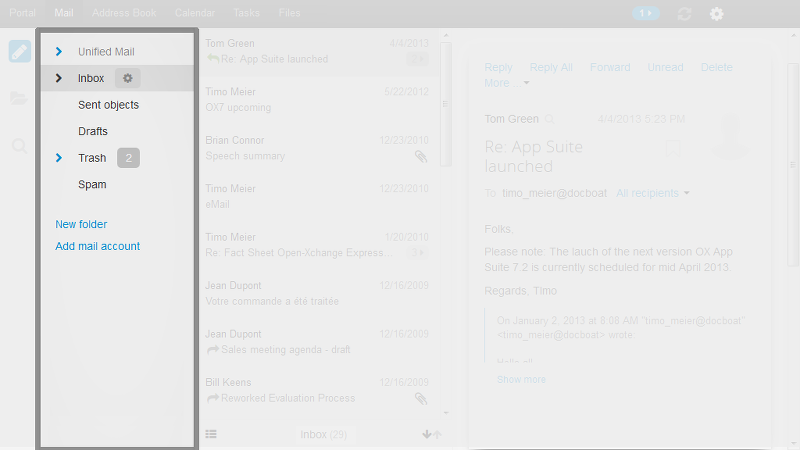 Portal Mail Address Book Calendar Tasks Files 1
Unified Mail
Inbox
Sent objects
Drafts
Trash 2
Spam
New folder
Add mail account
Tom Green 4/4/2013
Re: App Suite launched
Timo Meier 5/22/2012
OX7 upcoming
Brian Connor 12/23/2010
Speech summary
Timo Meier 12/23/2010
eMail
Timo Meier 1/20/2010
Re: Fact Sheet Open-Xchange Express... 3
Jean Dupont 12/16/2009
Votre commande a été traitée
Jean Dupont 12/16/2009
Sales meeting agenda - draft
Bill Keens 12/16/2009
Reworked Evaluation Process
Inbox (29)
Reply Reply All Forward Unread Delete
More...
Tom Green 4/4/2013 5:23 PM
Re: App Suite
launched
To timo_meier@docboat All recipients
Folks,
Please note: The lauch of the next version OX App
Suite 7.2 is currently scheduled for mid April 2013.
Regards, Timo
On January 2, 2013 at 8:06 AM "timo_meier@docboat"
<timo_meier@docboat> wrote
Show more